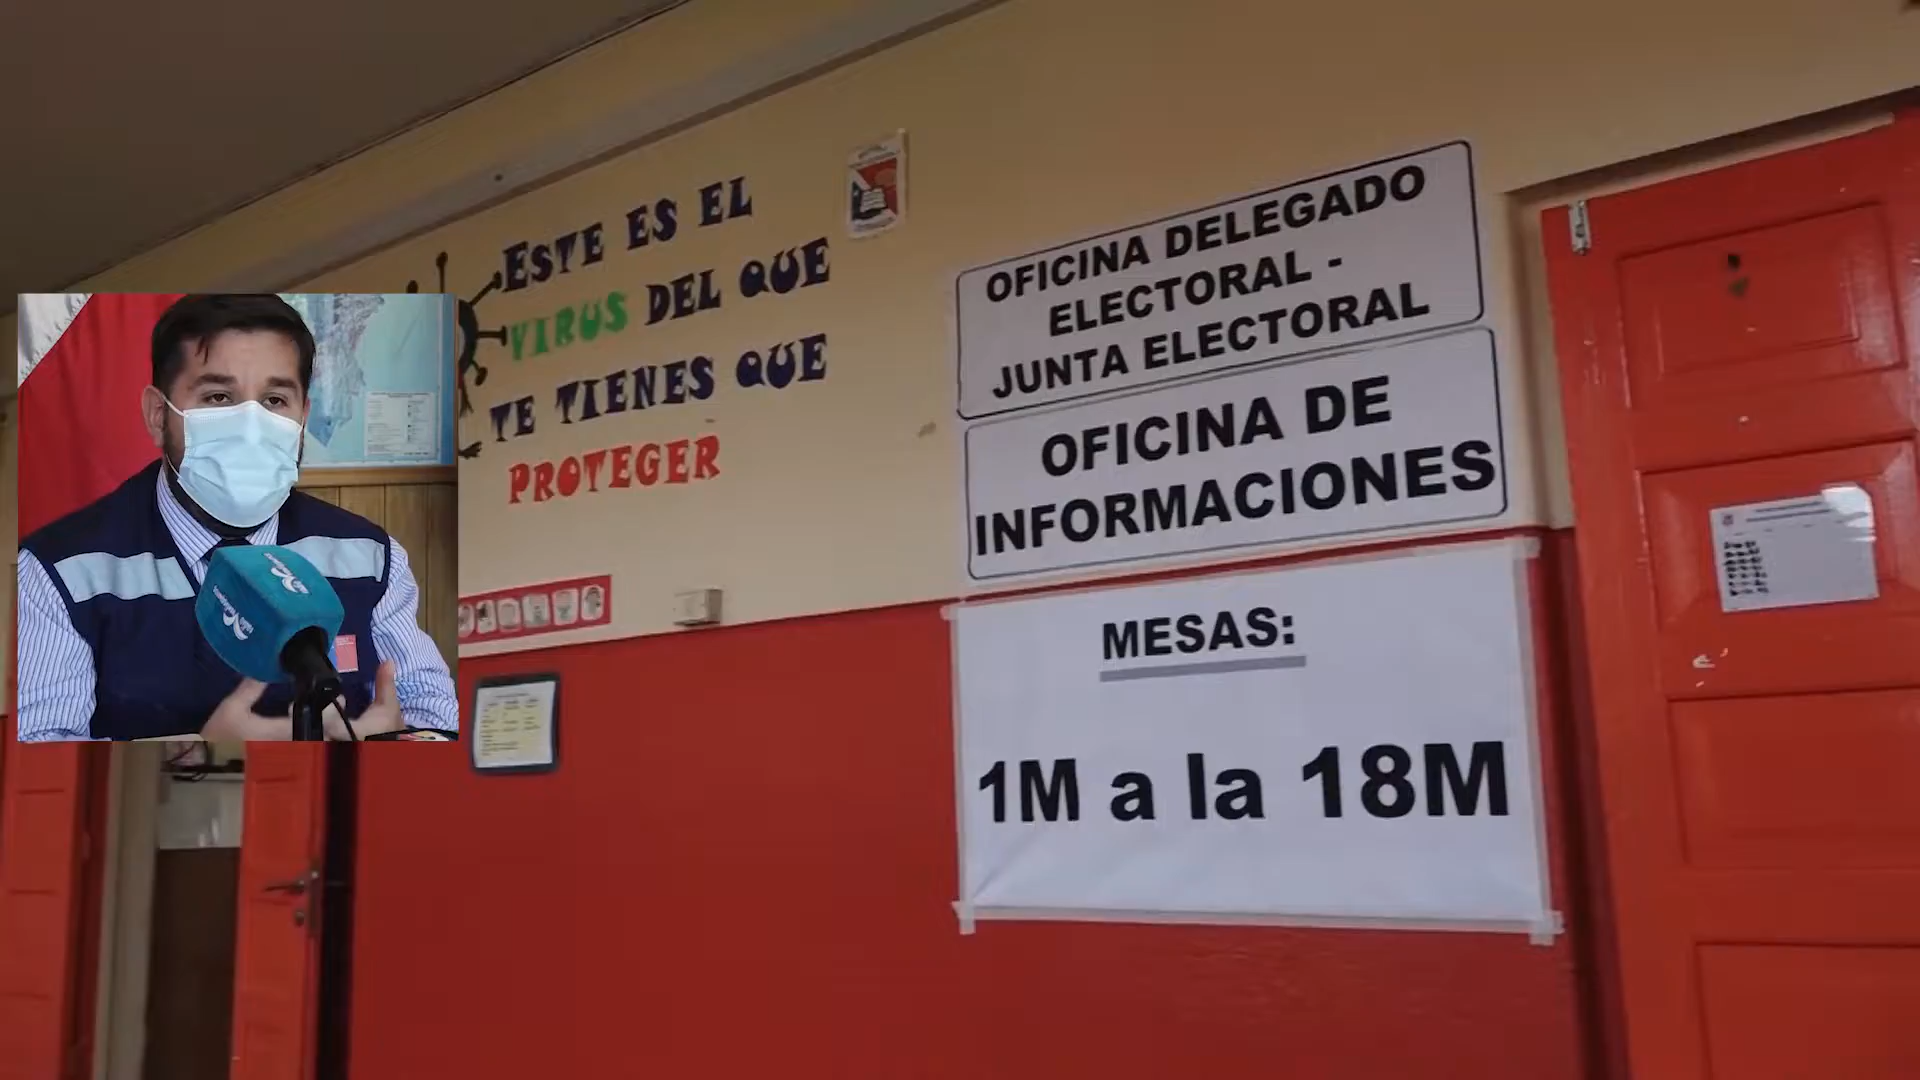 ESTE ES EL
VIRUS DEL QUE
TE TIENES QUE
PROTEGER
OFICINA DELEGADO
ELECTORAL -
JUNTA ELECTORAL
OFICINA DE
INFORMACIONES
MESAS:
1M a la 18M